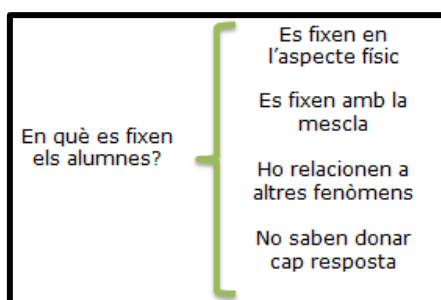 En què es fixen
els alumnes?
Es fixen en
l'aspecte físic
Es fixen amb la
mescla
Ho relacionen a
altres fenòmens
No saben donar
cap resposta